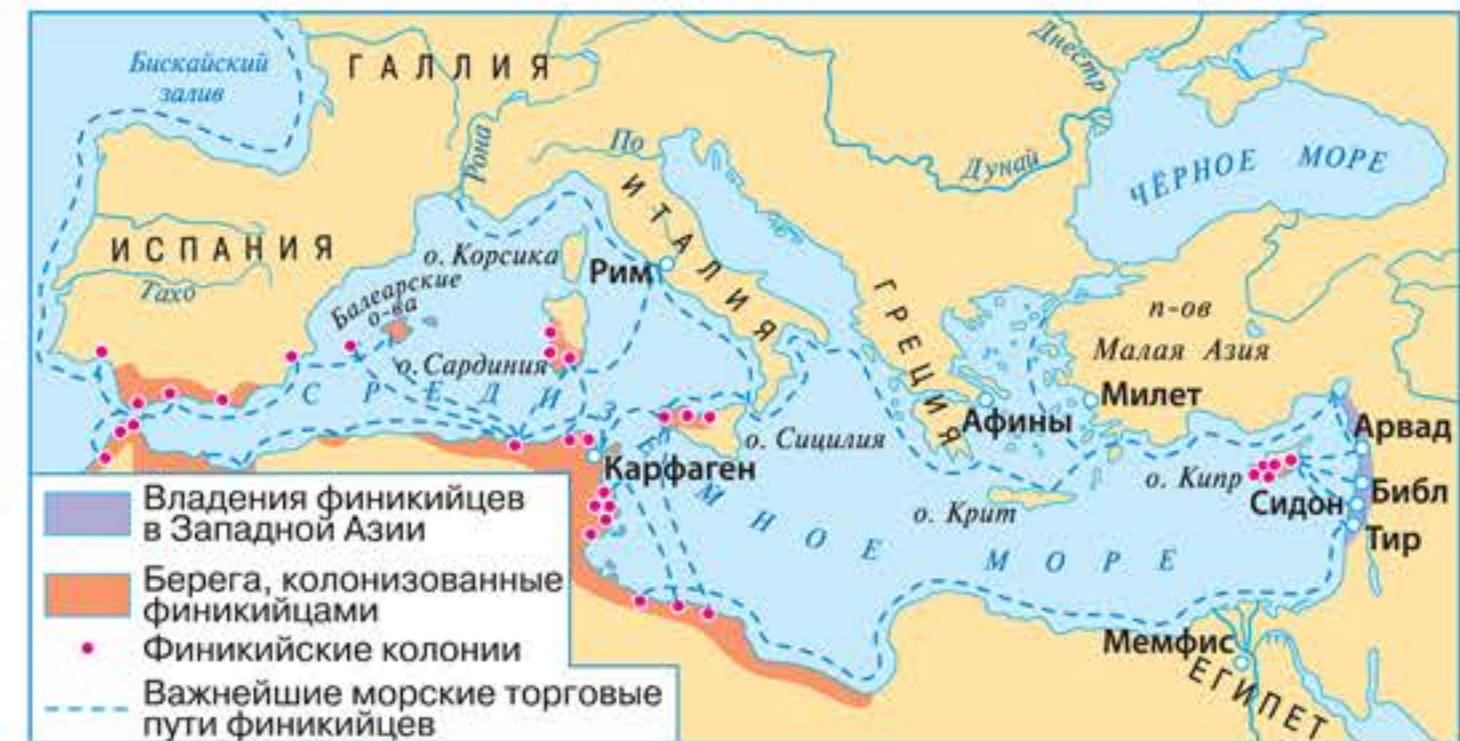 Бискайский
залив
ГАЛЛИЯ
Днестр
Рона
По
Дунай
ЧЁРНОЕ МОРЕ
ИСПАНИЯ
Тахо
ИТАЛИЯ
о. Корсика
Рим
Балеарские
о-ва
о. Сардиния
ГРЕЦИЯ
п-ов
Малая Азия
Милет
Афины
СРЕДИЗЕМНОЕ МОРЕ
о. Сицилия
Карфаген
о. Крит
о. Кипр
Арвад
Библ
Сидон
Тир
Мемфис
ЕГИПЕТ
Владения финикийцев
в Западной Азии
Берега, колонизованные
финикийцами
Финикийские колонии
Важнейшие морские торговые
пути финикийцев